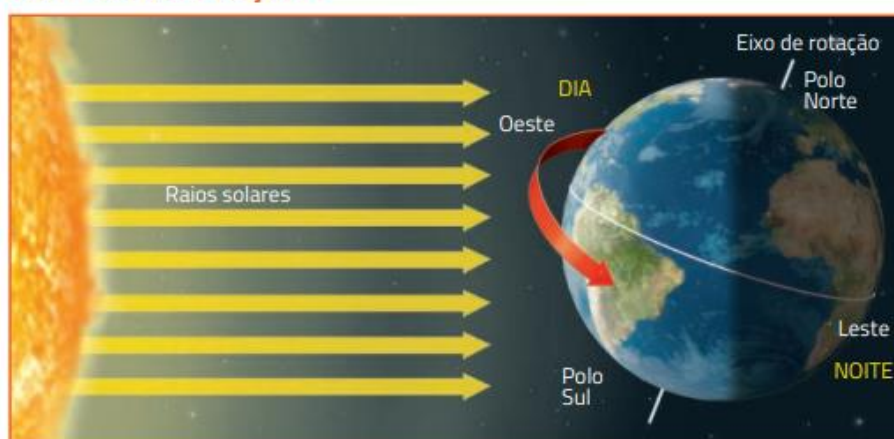 Eixo de rotação
Polo
Norte
DIA
Oeste
Raios solares
Leste
NOITE
Polo
Sul